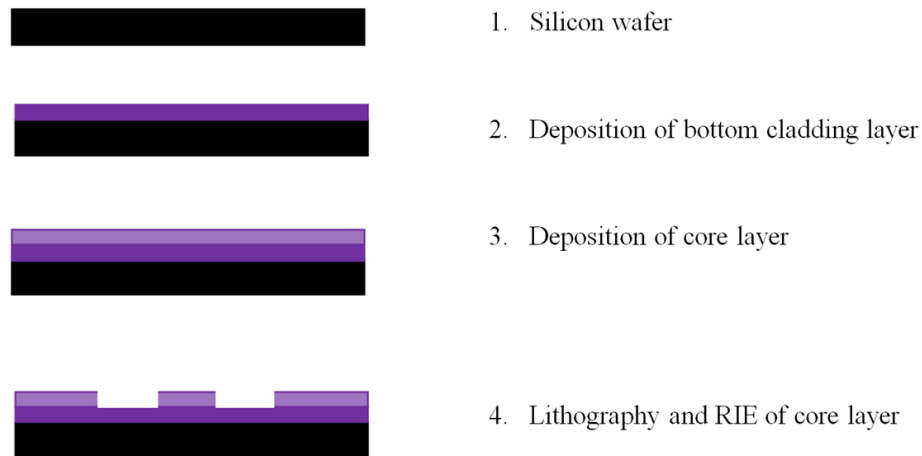 1. Silicon wafer
2. Deposition of bottom cladding layer
3. Deposition of core layer
4. Lithography and RIE of core layer